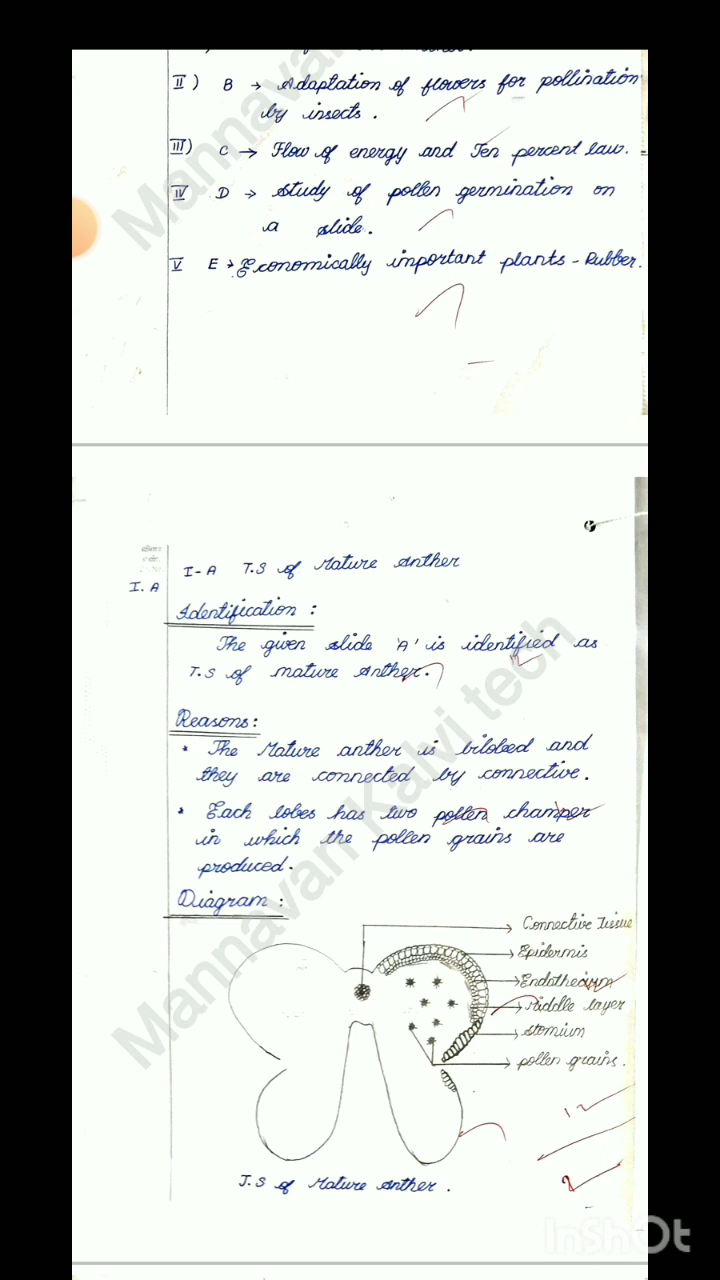 II) B → Adaptation of flowers for pollination
by insects.
III) C → Flow of energy and Ten percent law.
IV D → Study of pollen germination on
a slide.
V E → Economically important plants - Rubber.
I-A T.S of Mature Anther
I. A
Identification :
The given slide 'A' is identified as
T.S of mature Anther.
Reasons:
* The Mature anther is bilobed and
they are connected by connective.
* Each lobes has two pollen champer
in which the pollen grains are
produced.
Diagram :
Connective Tissue
Epidermis
Endothecium
Middle layer
Stomium
pollen grains.
T.S of Mature Anther.
Mannavan Kalvi tech
Mannavan
InShOt